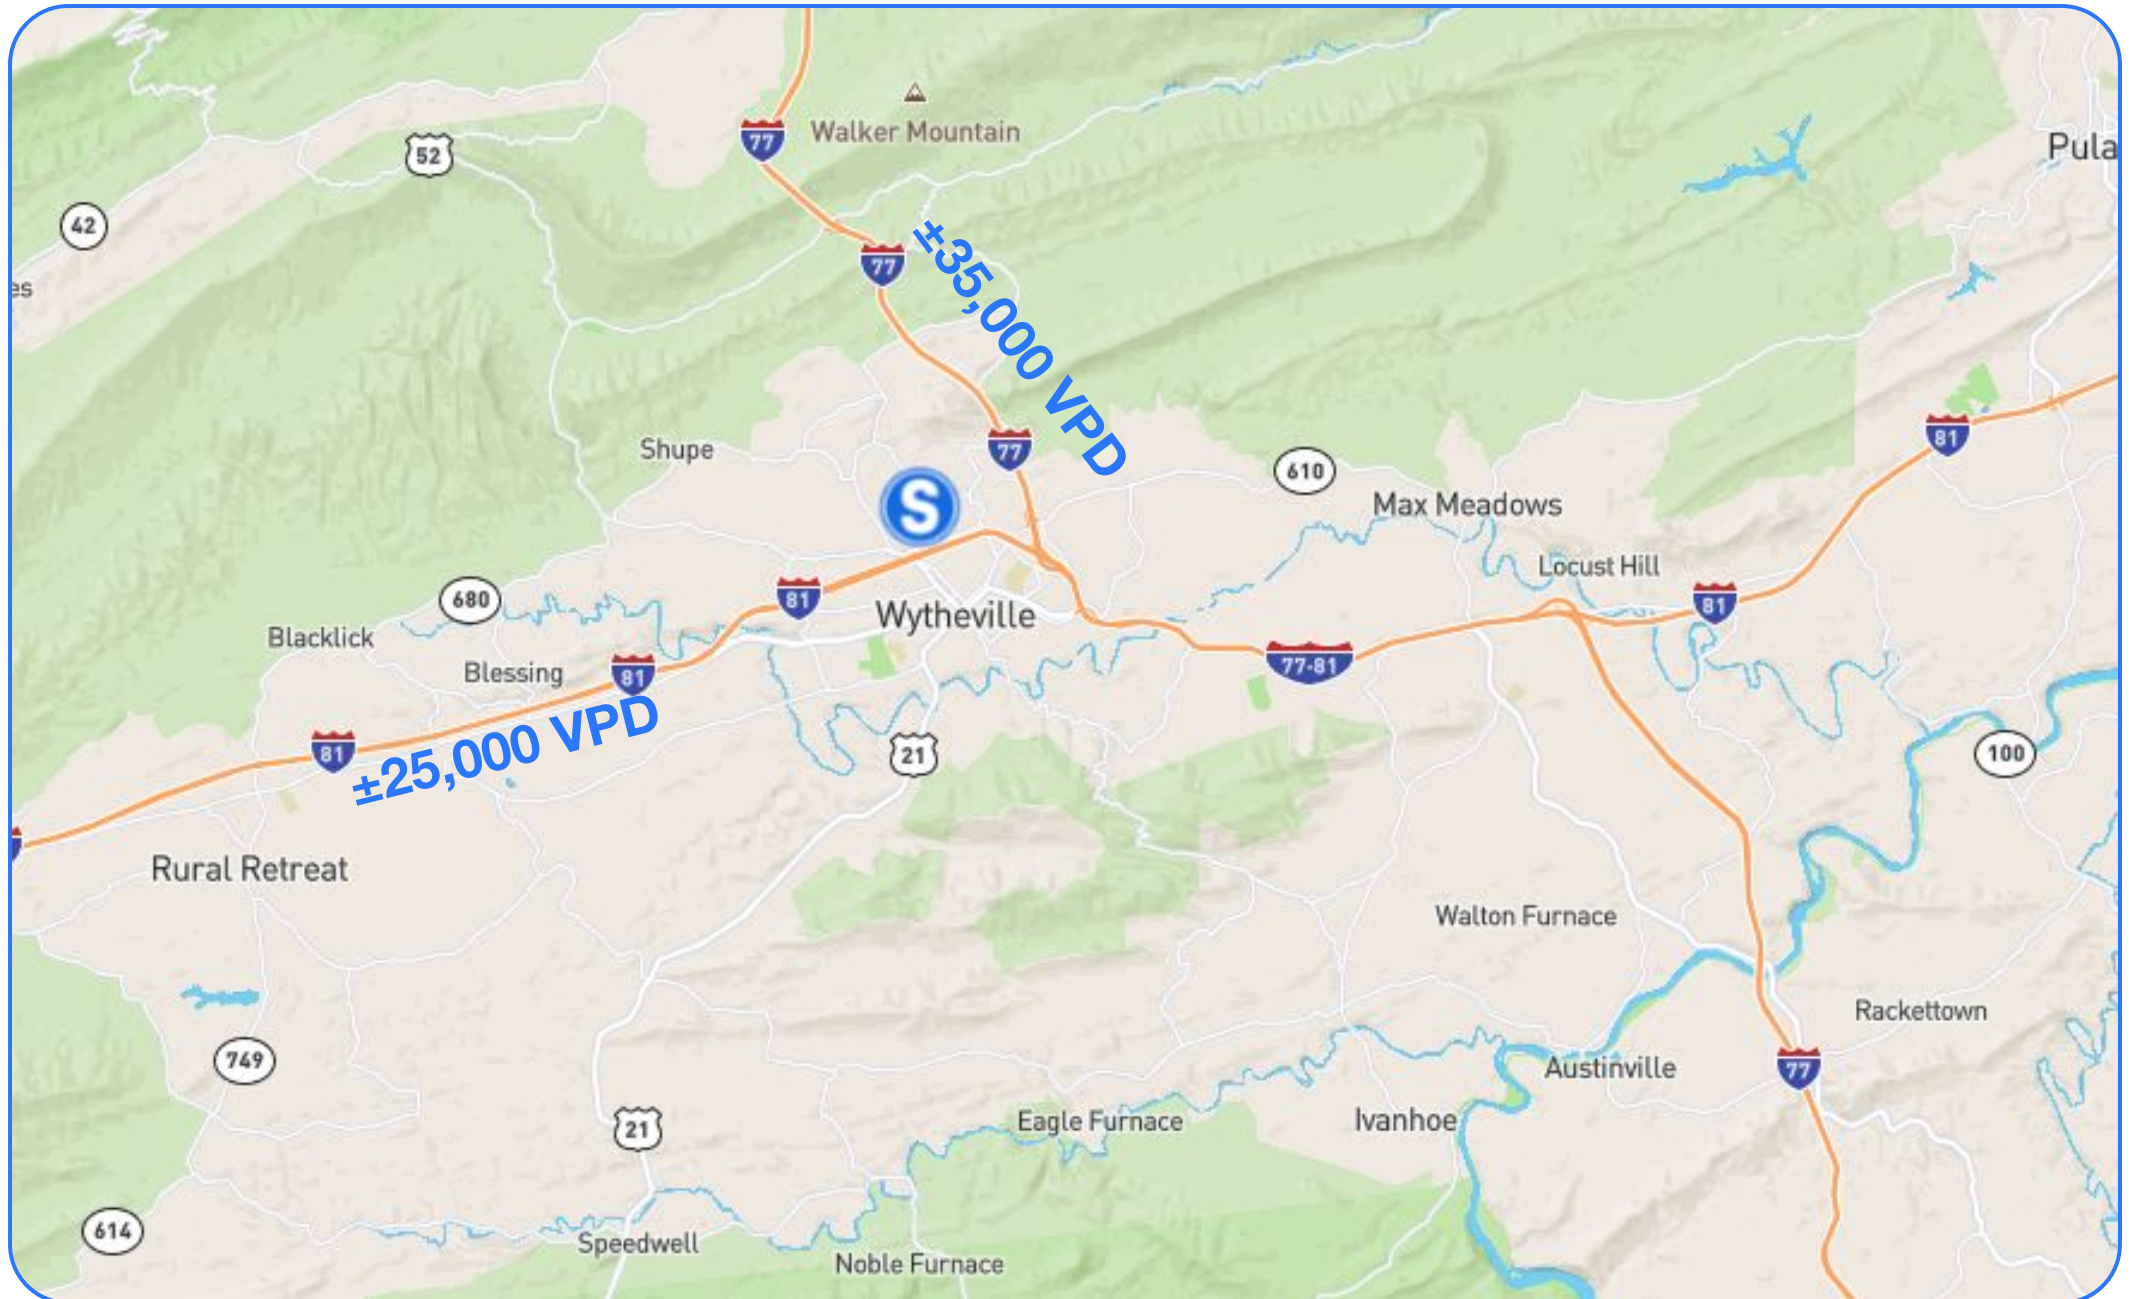 77
Walker Mountain
52
Pula
42
77
±35,000 VPD
es
81
Shupe
77
610
S
Max Meadows
Locust Hill
680
81
81
Wytheville
Blacklick
77-81
Blessing
81
81
±25,000 VPD
21
100
Rural Retreat
Walton Furnace
Rackettown
749
Austinville
77
Eagle Furnace
Ivanhoe
21
614
Speedwell
Noble Furnace